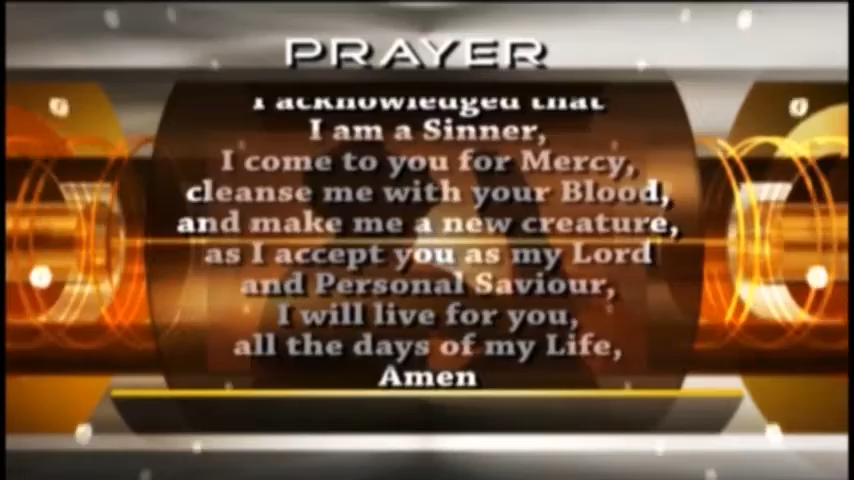 PRAYER
I acknowledged that
I am a Sinner,
I come to you for Mercy,
cleanse me with your Blood,
and make me a new creature,
as I accept you as my Lord
and Personal Saviour,
I will live for you,
all the days of my Life,
Amen